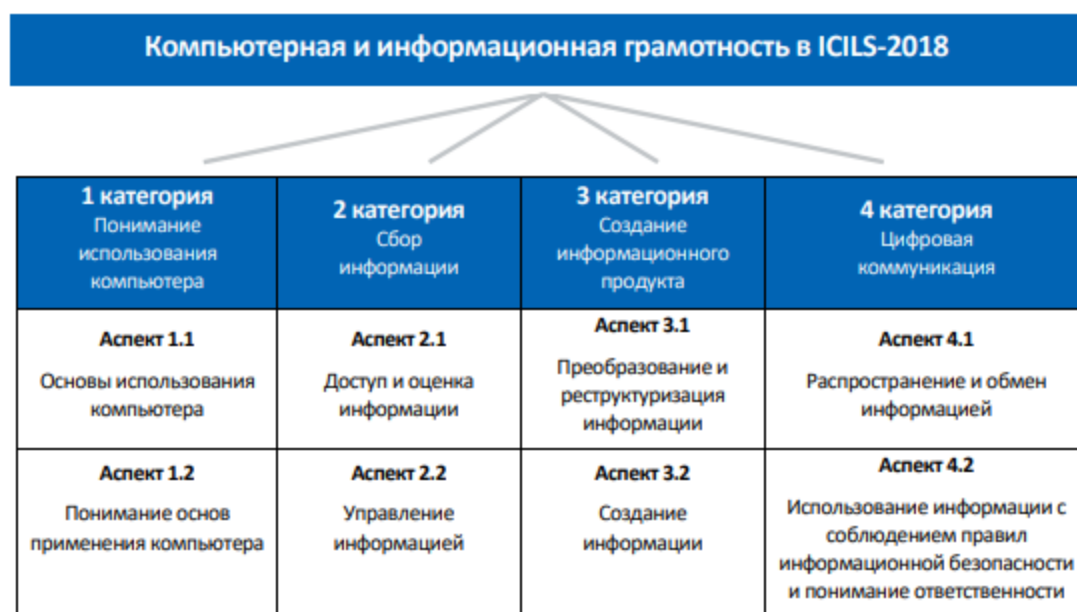 Компьютерная и информационная грамотность в ICILS-2018
1 категория
Понимание
использования
компьютера
2 категория
Сбор
информации
3 категория
Создание
информационного
продукта
4 категория
Цифровая
коммуникация
Аспект 1.1
Основы использования
компьютера
Аспект 2.1
Доступ и оценка
информации
Аспект 3.1
Преобразование и
реструктуризация
информации
Аспект 4.1
Распространение и обмен
информацией
Аспект 1.2
Понимание основ
применения компьютера
Аспект 2.2
Управление
информацией
Аспект 3.2
Создание
информации
Аспект 4.2
Использование информации с
соблюдением правил
информационной безопасности
и понимание ответственности